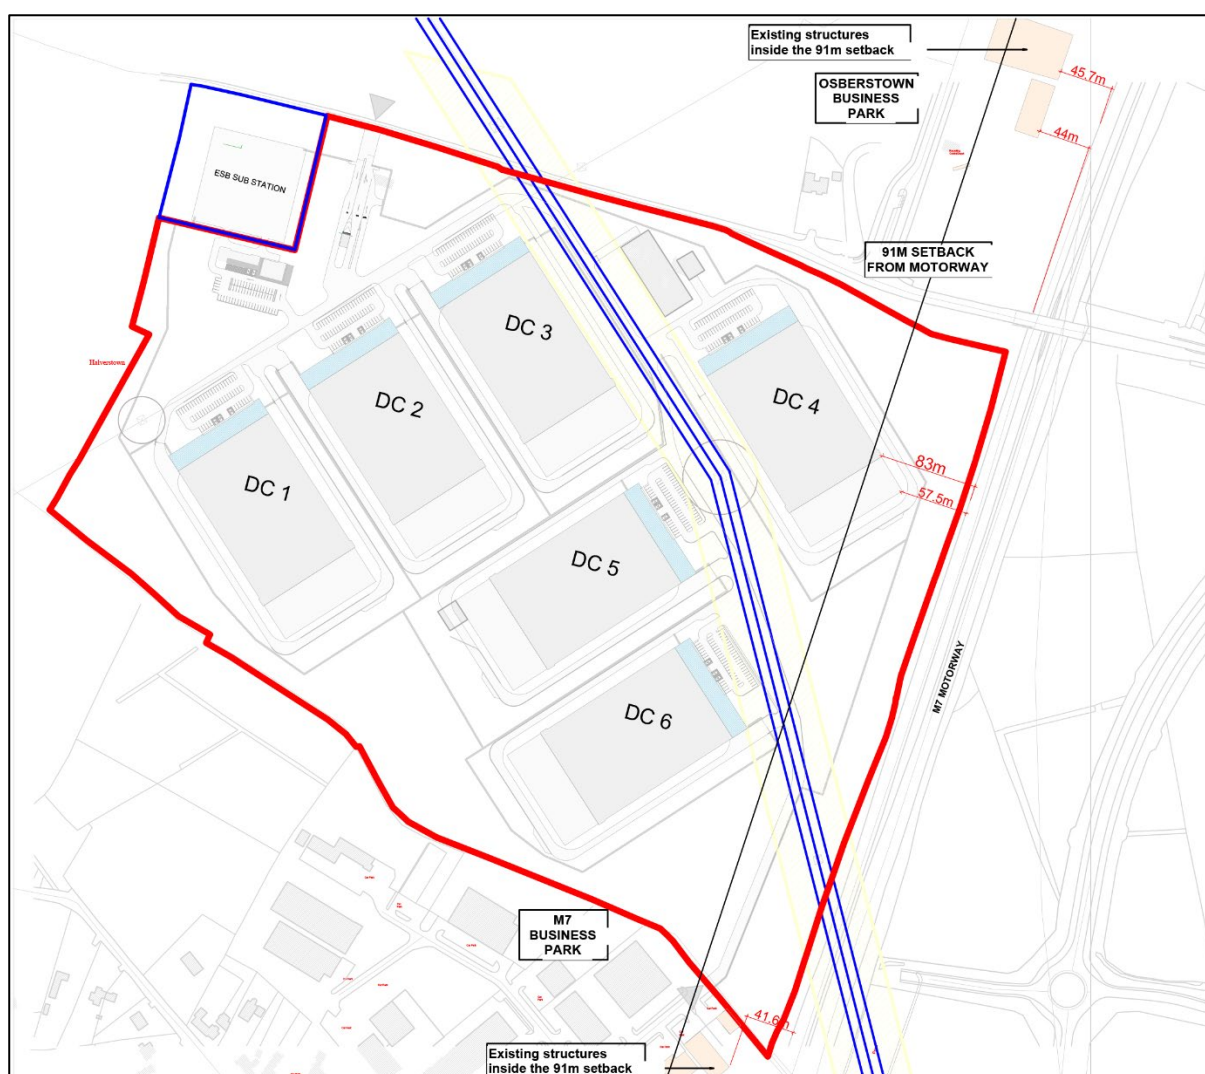 Existing structures
inside the 91m setback
OSBERSTOWN
BUSINESS
PARK
45.7m
44m
ESB SUB STATION
91M SETBACK
FROM MOTORWAY
Halverstown
DC 3
DC 2
DC 4
DC 1
83m
57.5m
DC 5
DC 6
M7 MOTORWAY
M7
BUSINESS
PARK
41.6m
Existing structures
inside the 91m setback